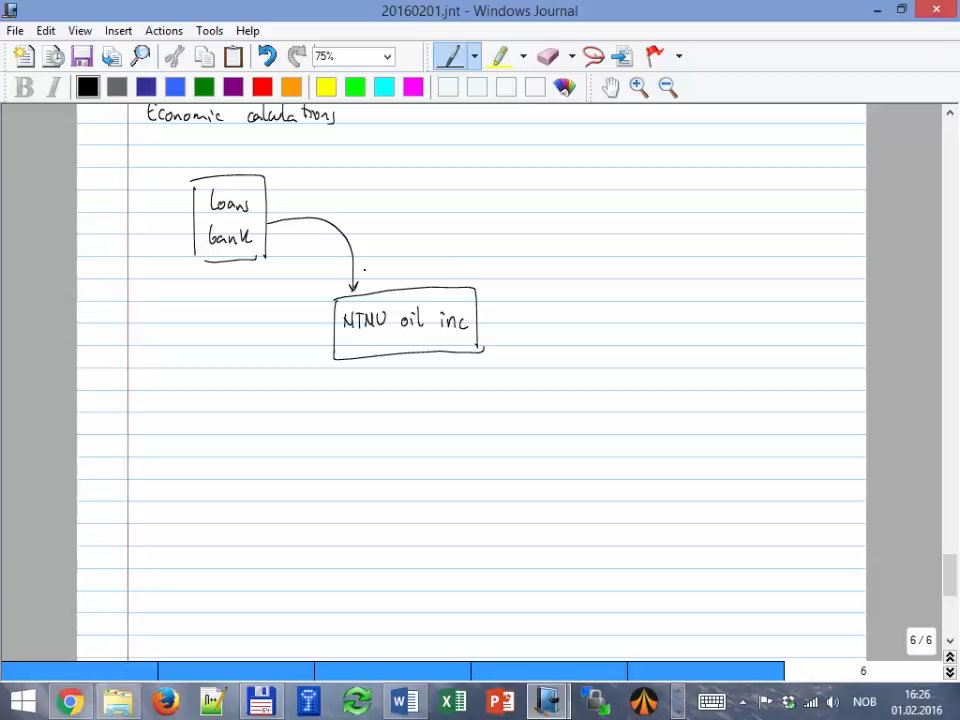 20160201.jnt - Windows Journal
File Edit View Insert Actions Tools Help
75%
B I
Economic calculations
loans
bank
NTNU oil inc
6 / 6
6
NOB
16:26
01.02.2016